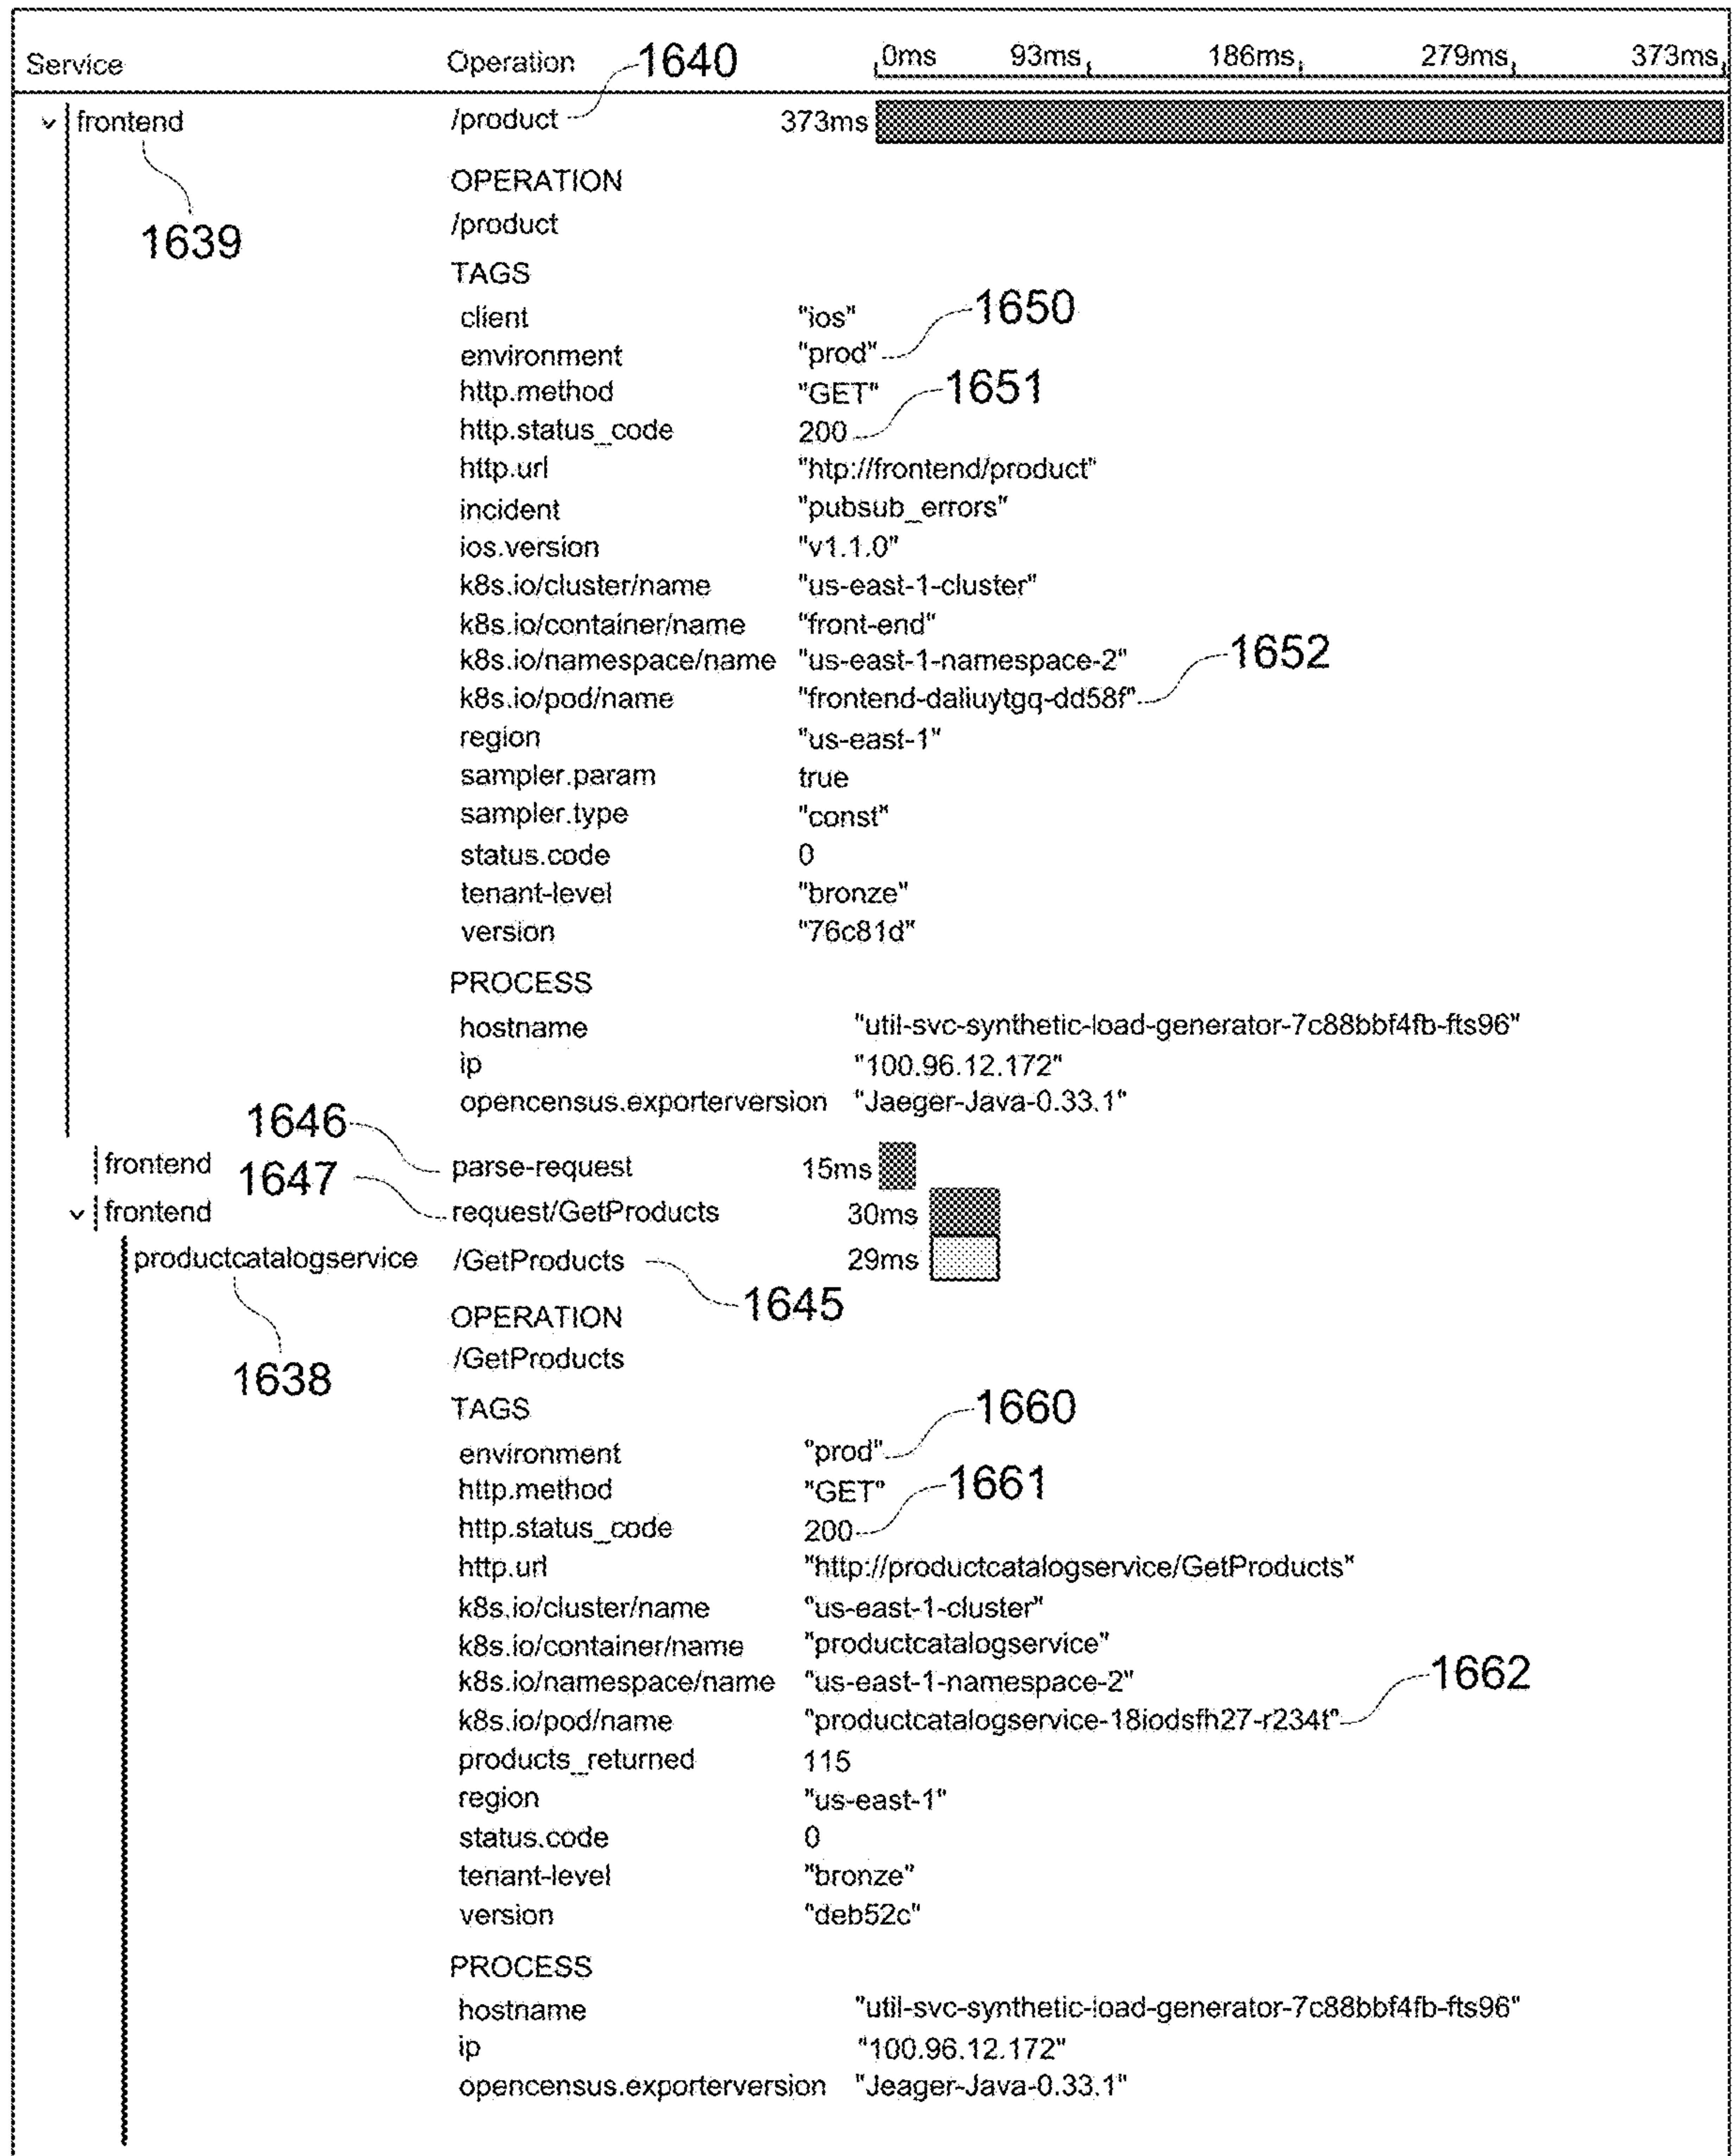 Service Operation 1640 0ms 93ms 186ms 279ms 373ms
frontend /product 373ms
OPERATION
1639 /product
TAGS
client "ios" 1650
environment "prod"
http.method "GET" 1651
http.status_code 200
http.url "htp://frontend/product"
incident "pubsub_errors"
ios.version "v1.1.0"
k8s.io/cluster/name "us-east-1-cluster"
k8s.io/container/name "front-end"
k8s.io/namespace/name "us-east-1-namespace-2" 1652
k8s.io/pod/name "frontend-daliuytgq-dd58f"
region "us-east-1"
sampler.param true
sampler.type "const"
status.code 0
tenant-level "bronze"
version "76c81d"
PROCESS
hostname "util-svc-synthetic-load-generator-7c88bbf4fb-fts96"
ip "100.96.12.172"
opencensus.exporterversion "Jaeger-Java-0.33.1"
1646
frontend 1647 parse-request 15ms
frontend request/GetProducts 30ms
productcatalogservice /GetProducts 29ms
OPERATION 1645
1638 /GetProducts
TAGS 1660
environment "prod"
http.method "GET" 1661
http.status_code 200
http.url "http://productcatalogservice/GetProducts"
k8s.io/cluster/name "us-east-1-cluster"
k8s.io/container/name "productcatalogservice"
k8s.io/namespace/name "us-east-1-namespace-2" 1662
k8s.io/pod/name "productcatalogservice-18iodsfh27-r234f"
products_returned 115
region "us-east-1"
status.code 0
tenant-level "bronze"
version "deb52c"
PROCESS
hostname "util-svc-synthetic-load-generator-7c88bbf4fb-fts96"
ip "100.96.12.172"
opencensus.exporterversion "Jeager-Java-0.33.1"